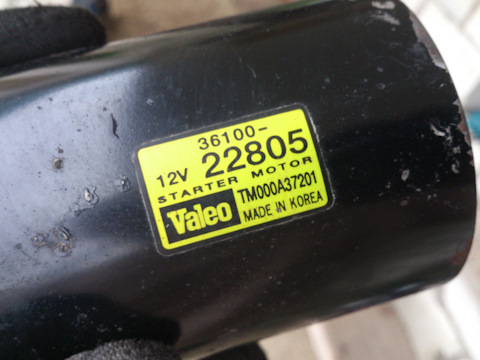 36100-
12V 22805
STARTER MOTOR
Valeo TM000A37201
MADE IN KOREA